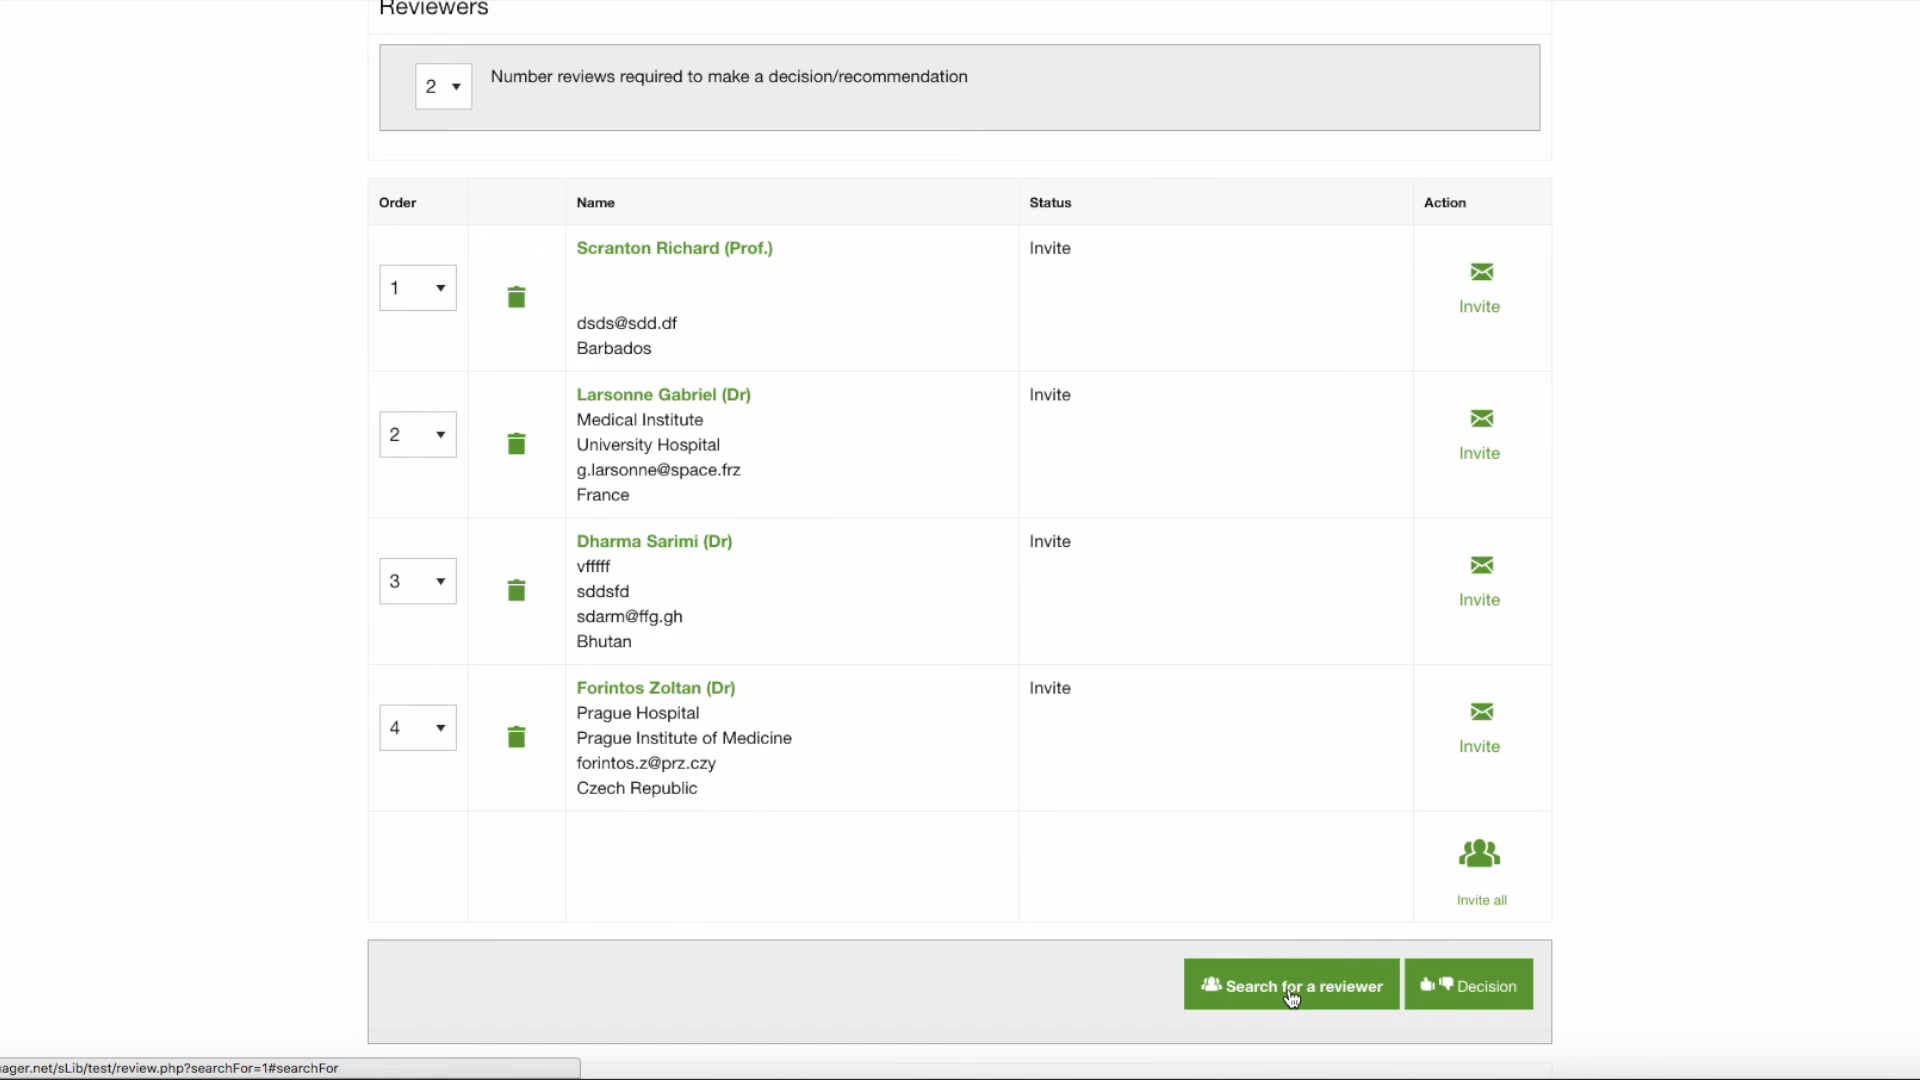 Reviewers
2
Number reviews required to make a decision/recommendation
Order
Name
Status
Action
1
Scranton Richard (Prof.)
dsds@sdd.df
Barbados
Invite
Invite
2
Larsonne Gabriel (Dr)
Medical Institute
University Hospital
g.larsonne@space.frz
France
Invite
Invite
3
Dharma Sarimi (Dr)
vfffff
sddsfd
sdarm@ffg.gh
Bhutan
Invite
Invite
4
Forintos Zoltan (Dr)
Prague Hospital
Prague Institute of Medicine
forintos.z@prz.czy
Czech Republic
Invite
Invite
Invite all
Search for a reviewer
Decision
ager.net/sLib/test/review.php?searchFor=1#searchFor